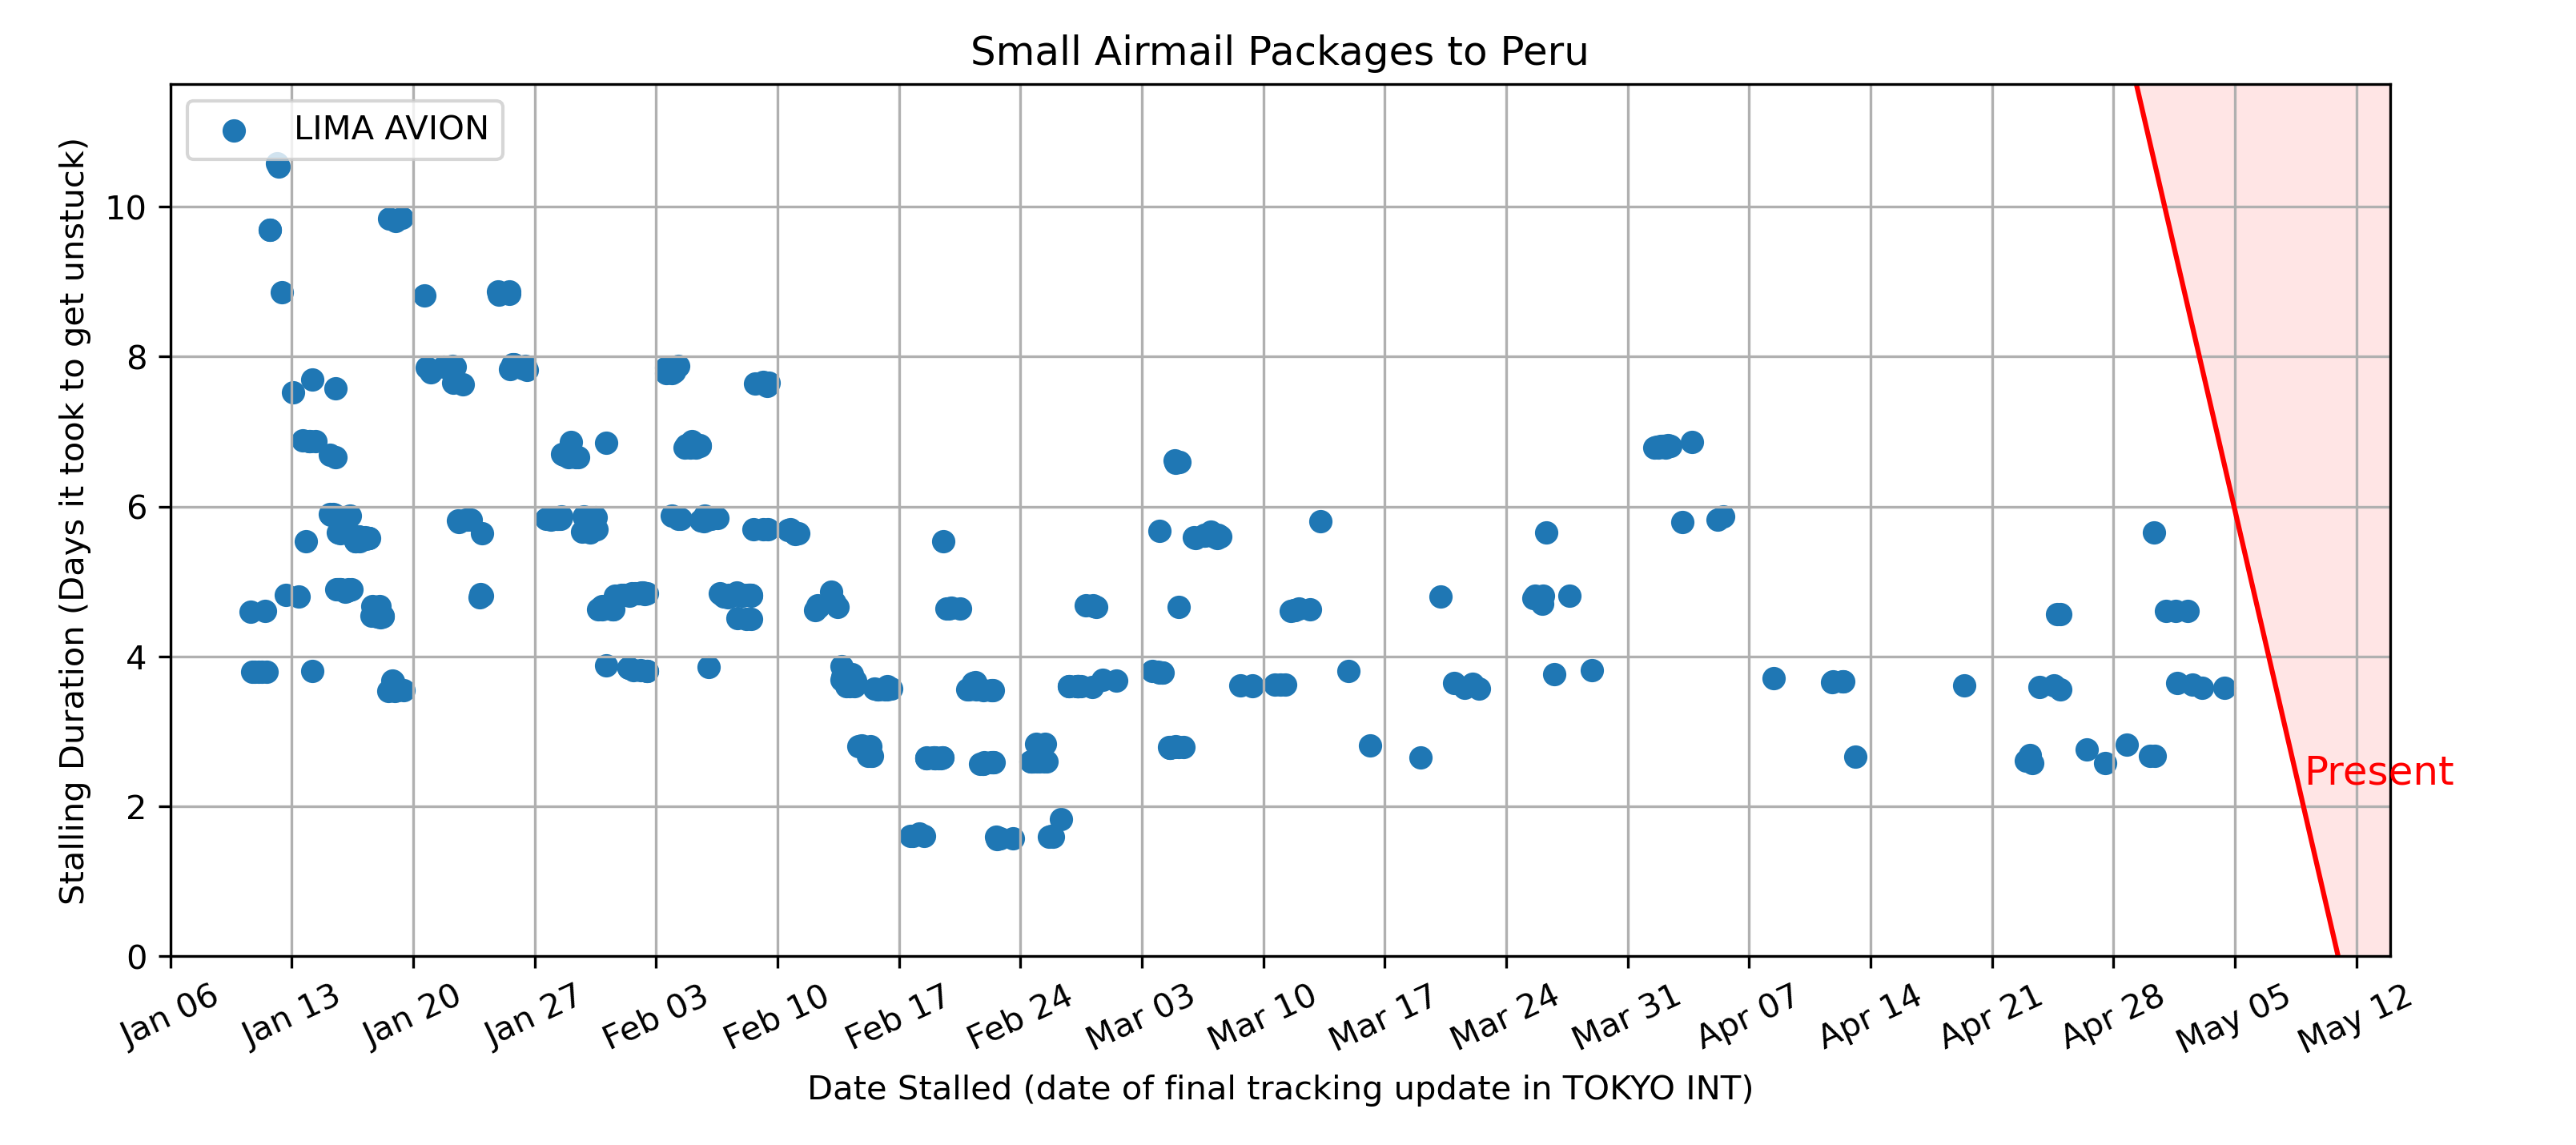 Small Airmail Packages to Peru
LIMA AVION
Stalling Duration (Days it took to get unstuck)
10
8
6
4
2
0
Present
Jan 06
Jan 13
Jan 20
Jan 27
Feb 03
Feb 10
Feb 17
Feb 24
Mar 03
Mar 10
Mar 17
Mar 24
Mar 31
Apr 07
Apr 14
Apr 21
Apr 28
May 05
May 12
Date Stalled (date of final tracking update in TOKYO INT)